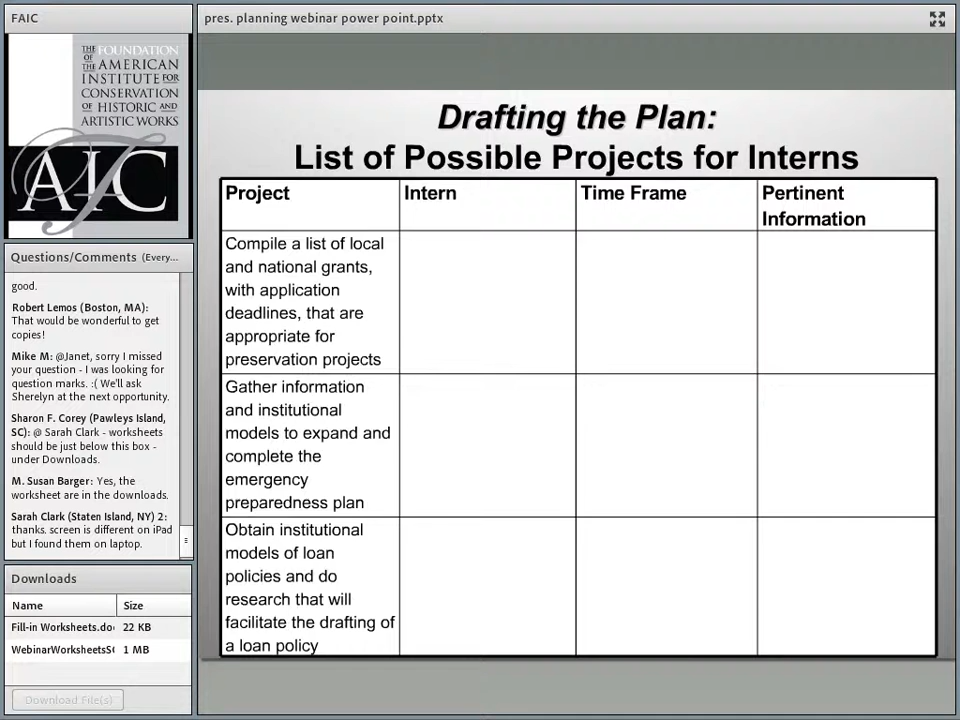 FAIC
THE FOUNDATION
OF
THE AMERICAN
INSTITUTE FOR
CONSERVATION
OF HISTORIC AND
ARTISTIC WORKS
AIC
Questions/Comments (Every...
good.
Robert Lemos (Boston, MA):
That would be wonderful to get
copies!
Mike M: @Janet, sorry I missed
your question - I was looking for
question marks. :( We'll ask
Sherelyn at the next opportunity.
Sharon F. Corey (Pawleys Island,
SC): @ Sarah Clark - worksheets
should be just below this box -
under Downloads.
M. Susan Barger: Yes, the
worksheet are in the downloads.
Sarah Clark (Staten Island, NY) 2:
thanks. screen is different on iPad
but I found them on laptop.
Downloads
Name Size
Fill-in Worksheets.do 22 KB
WebinarWorksheetsS 1 MB
Download File(s)
pres. planning webinar power point.pptx
Drafting the Plan:
List of Possible Projects for Interns
Project Intern Time Frame Pertinent
Information
Compile a list of local
and national grants,
with application
deadlines, that are
appropriate for
preservation projects
Gather information
and institutional
models to expand and
complete the
emergency
preparedness plan
Obtain institutional
models of loan
policies and do
research that will
facilitate the drafting of
a loan policy